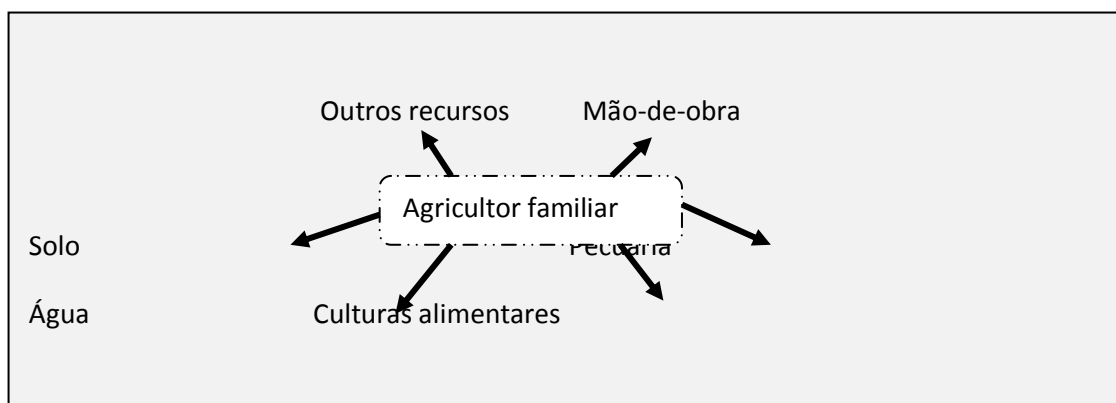 Outros recursos Mão-de-obra
Agricultor familiar
Solo Pecuária
Água Culturas alimentares